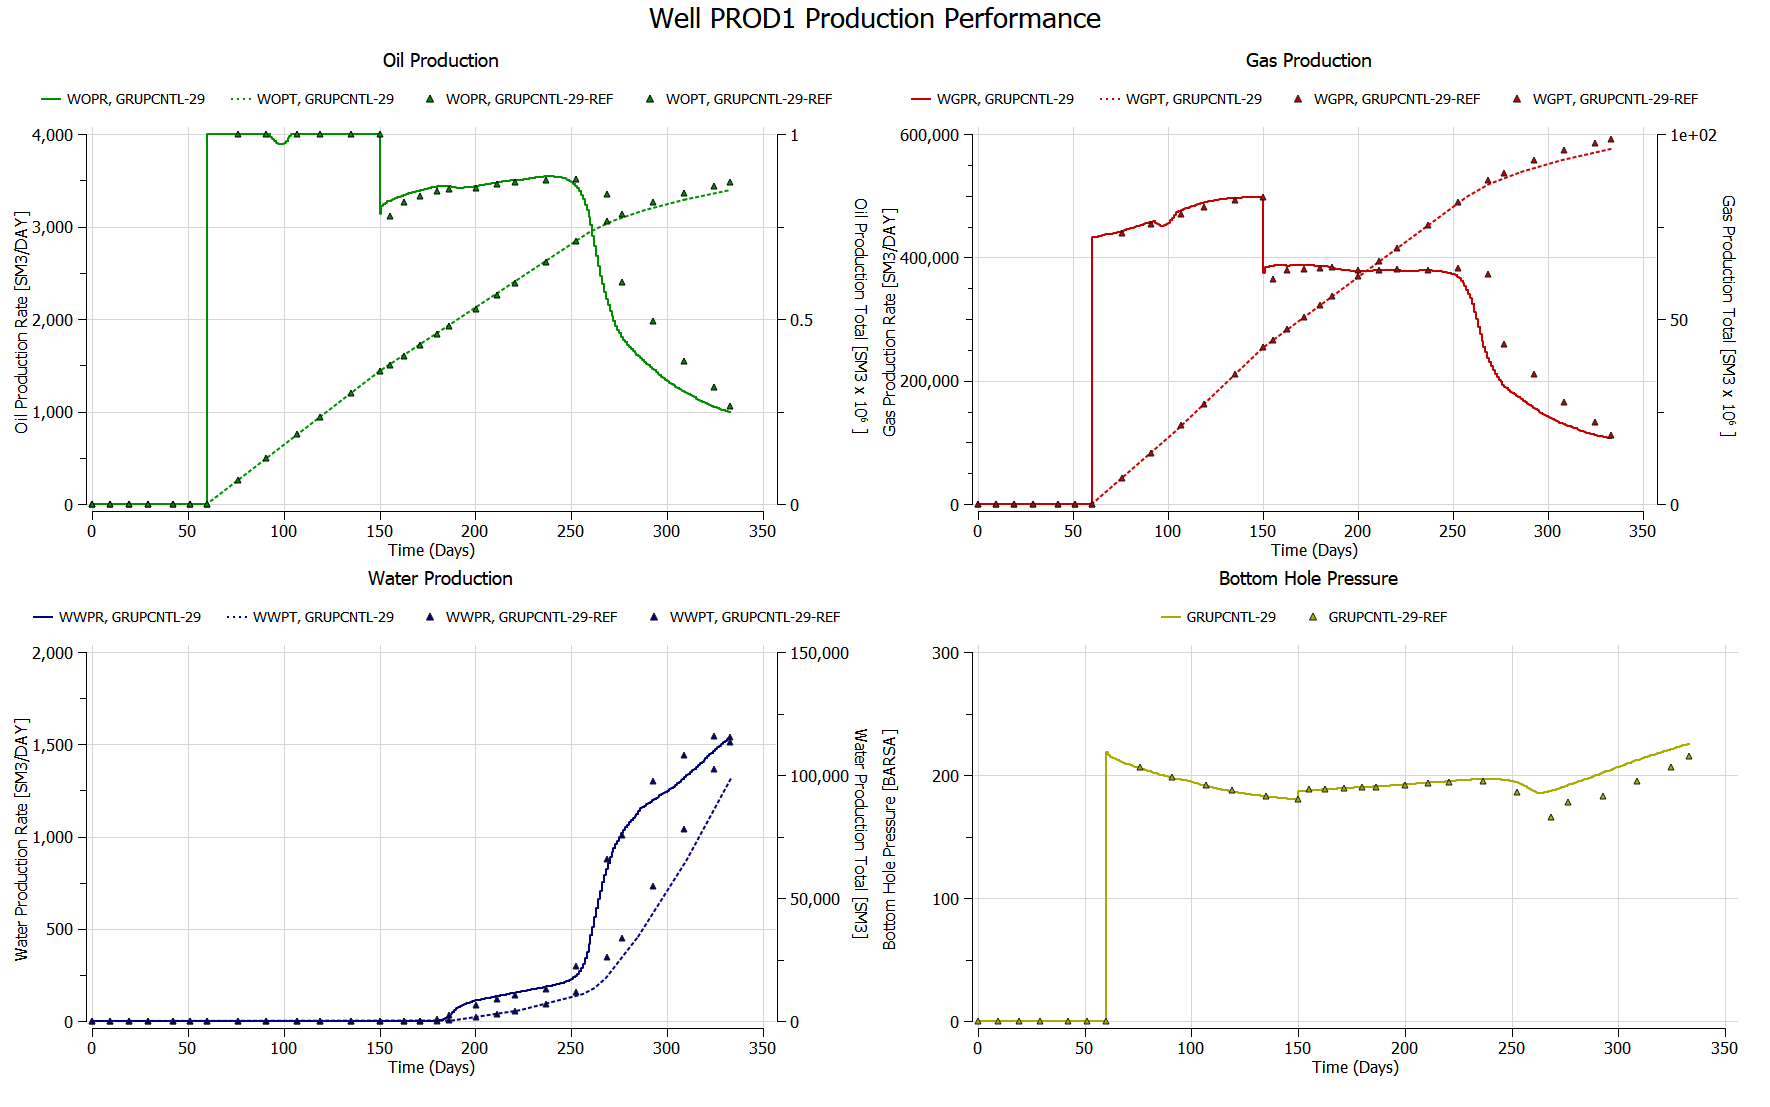 Well PROD1 Production Performance
Oil Production
WOPR, GRUPCNTL-29 WOPT, GRUPCNTL-29 WOPR, GRUPCNTL-29-REF WOPT, GRUPCNTL-29-REF
Oil Production Rate [SM3/DAY]
4,000
3,000
2,000
1,000
0
1
0.5
0
Oil Production Total [SM3 x 10⁶ ]
0 50 100 150 200 250 300 350
Time (Days)
Gas Production
WGPR, GRUPCNTL-29 WGPT, GRUPCNTL-29 WGPR, GRUPCNTL-29-REF WGPT, GRUPCNTL-29-REF
Gas Production Rate [SM3/DAY]
600,000
400,000
200,000
0
1e+02
50
0
Gas Production Total [SM3 x 10⁶ ]
0 50 100 150 200 250 300 350
Time (Days)
Water Production
WWPR, GRUPCNTL-29 WWPT, GRUPCNTL-29 WWPR, GRUPCNTL-29-REF WWPT, GRUPCNTL-29-REF
Water Production Rate [SM3/DAY]
2,000
1,500
1,000
500
0
150,000
100,000
50,000
0
Water Production Total [SM3]
0 50 100 150 200 250 300 350
Time (Days)
Bottom Hole Pressure
GRUPCNTL-29 GRUPCNTL-29-REF
Bottom Hole Pressure [BARSA]
300
200
100
0
0 50 100 150 200 250 300 350
Time (Days)